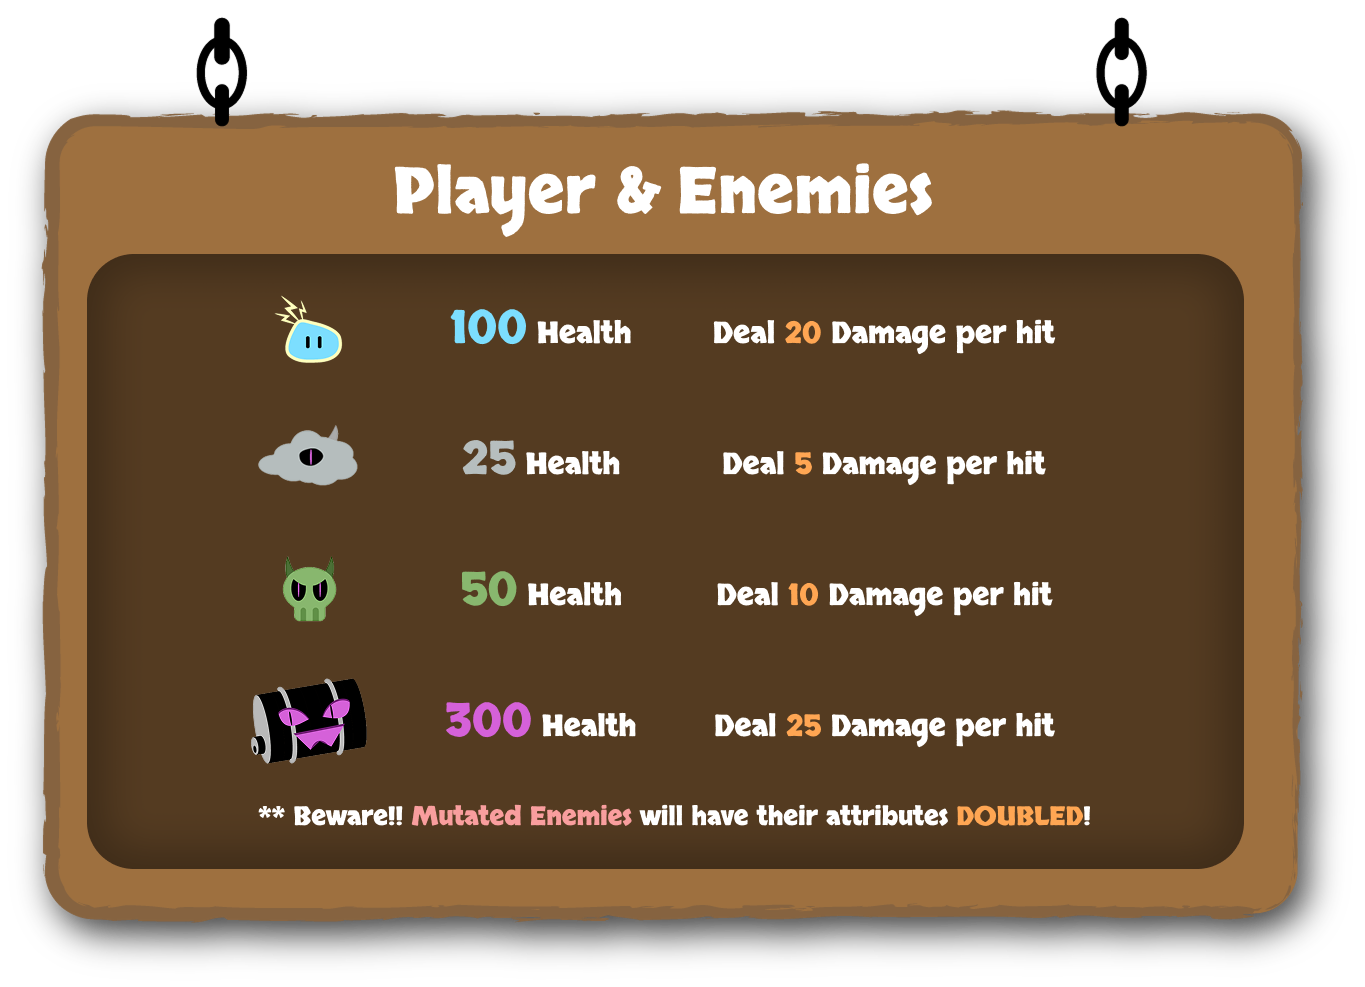 Player & Enemies
100 Health Deal 20 Damage per hit
25 Health Deal 5 Damage per hit
50 Health Deal 10 Damage per hit
300 Health Deal 25 Damage per hit
** Beware!! Mutated Enemies will have their attributes DOUBLED!